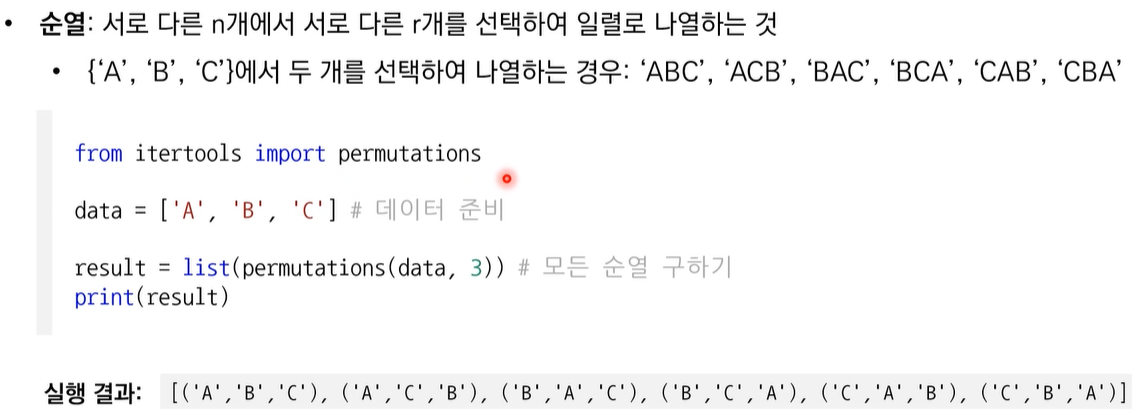 • 순열: 서로 다른 n개에서 서로 다른 r개를 선택하여 일렬로 나열하는 것
• {‘A’, ‘B’, ‘C’}에서 두 개를 선택하여 나열하는 경우: ‘ABC’, ‘ACB’, ‘BAC’, ‘BCA’, ‘CAB’, ‘CBA’
from itertools import permutations
data = ['A', 'B', 'C'] # 데이터 준비
result = list(permutations(data, 3)) # 모든 순열 구하기
print(result)
실행 결과: [('A','B','C'), ('A','C','B'), ('B','A','C'), ('B','C','A'), ('C','A','B'), ('C','B','A')]